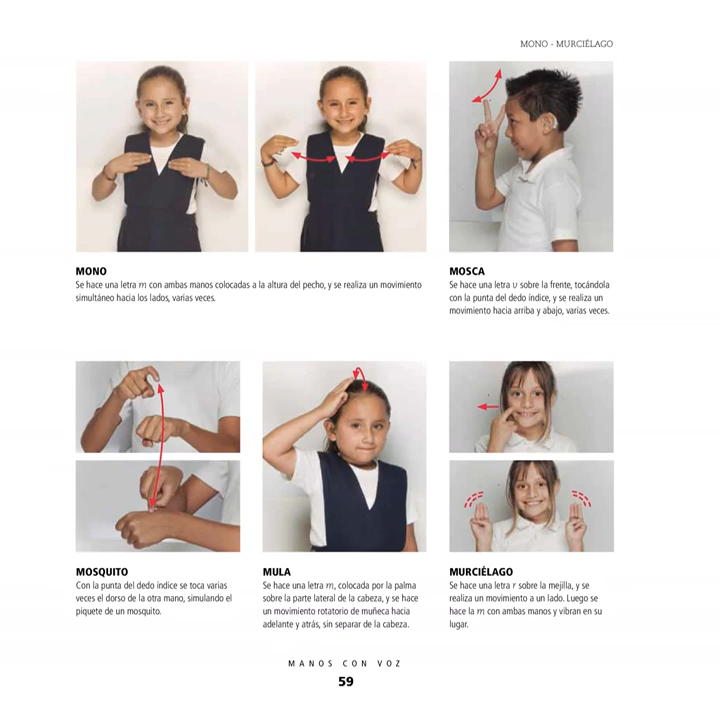 MONO - MURCIÉLAGO
MONO
Se hace una letra m con ambas manos colocadas a la altura del pecho, y se realiza un movimiento
simultáneo hacia los lados, varias veces.
MOSCA
Se hace una letra υ sobre la frente, tocándola
con la punta del dedo índice, y se realiza un
movimiento hacia arriba y abajo, varias veces.
MOSQUITO
Con la punta del dedo índice se toca varias
veces el dorso de la otra mano, simulando el
piquete de un mosquito.
MULA
Se hace una letra m, colocada por la palma
sobre la parte lateral de la cabeza, y se hace
un movimiento rotatorio de muñeca hacia
adelante y atrás, sin separar de la cabeza.
MURCIÉLAGO
Se hace una letra r sobre la mejilla, y se
realiza un movimiento a un lado. Luego se
hace la m con ambas manos y vibran en su
lugar.
MANOS CON VOZ
59